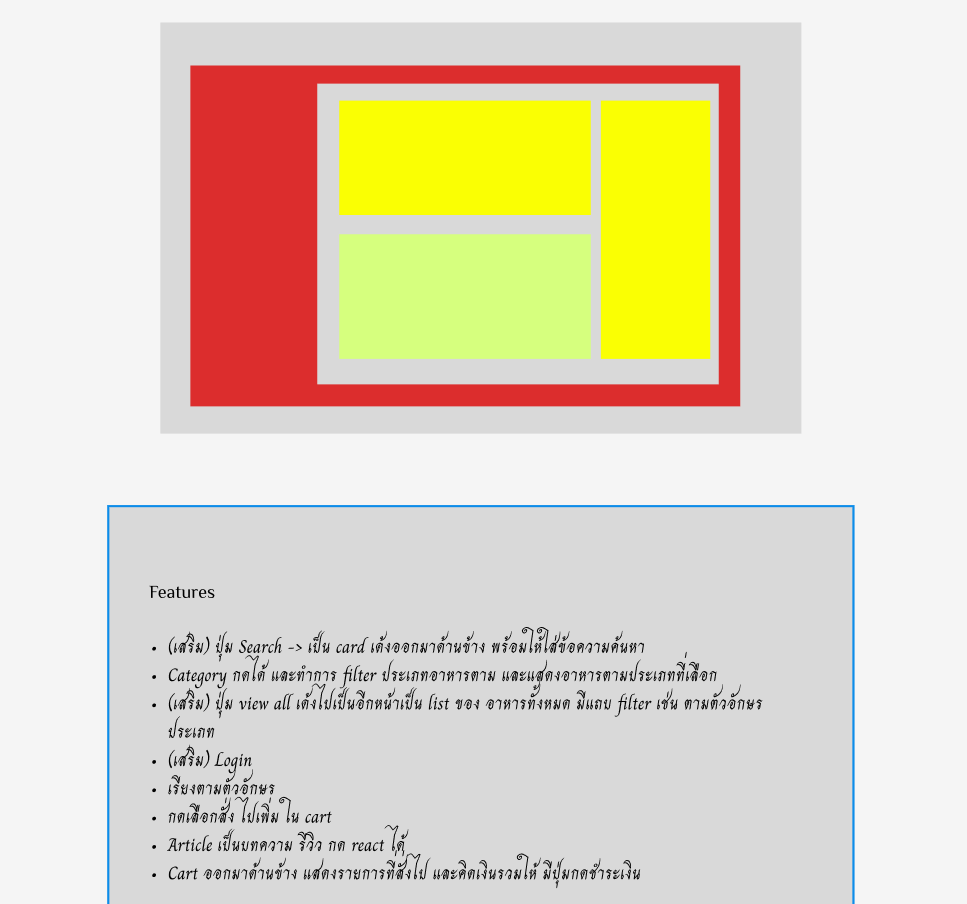 Features
• (เสริม) ปุ่ม Search -> เป็น card เด้งออกมาด้านข้าง พร้อมให้ใส่ข้อความค้นหา
• Category กดได้ และทำการ filter ประเภทอาหารตาม และแสดงอาหารตามประเภทที่เลือก
• (เสริม) ปุ่ม view all เด้งไปเป็นอีกหน้าเป็น list ของ อาหารทั้งหมด มีแถบ filter เช่น ตามตัวอักษร
ประเภท
• (เสริม) Login
• เรียงตามตัวอักษร
• กดเลือกสั่ง ไปเพิ่ม ใน cart
• Article เป็นบทความ รีวิว กด react ได้
• Cart ออกมาด้านข้าง แสดงรายการที่สั่งไป และคิดเงินรวมให้ มีปุ่มกดชำระเงิน